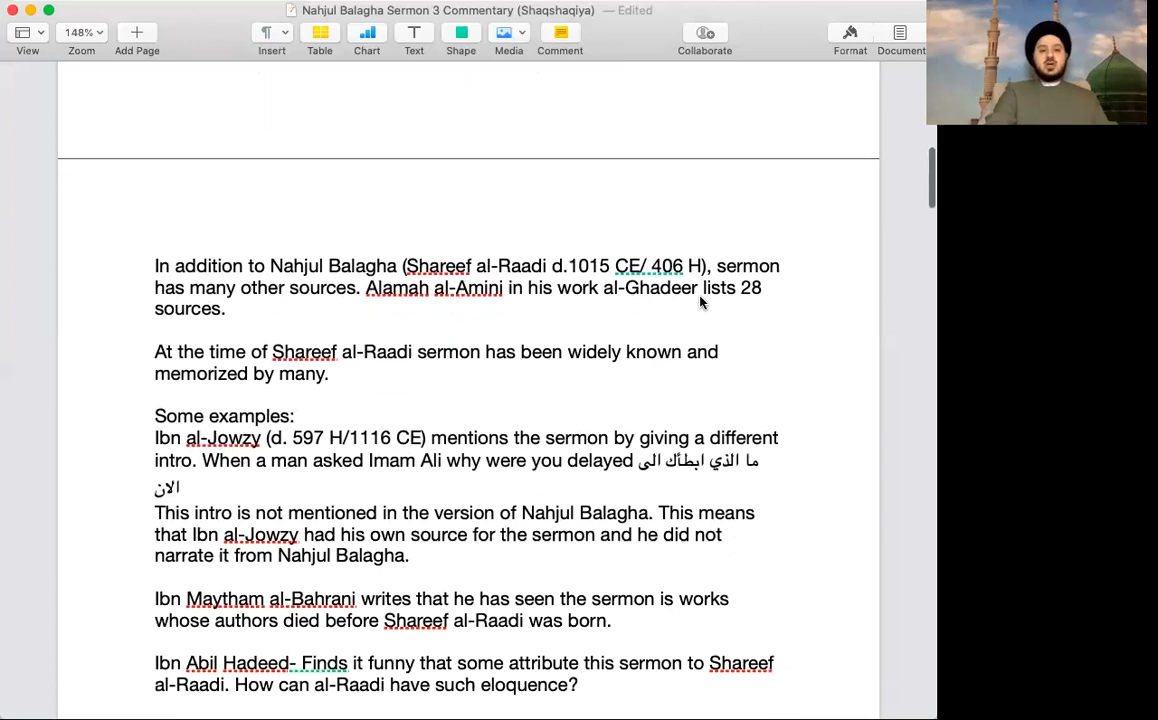 Nahjul Balagha Sermon 3 Commentary (Shaqshaqiya) — Edited
148%
View Zoom Add Page Insert Table Chart Text Shape Media Comment Collaborate Format Document
In addition to Nahjul Balagha (Shareef al-Raadi d.1015 CE/ 406 H), sermon
has many other sources. Alamah al-Amini in his work al-Ghadeer lists 28
sources.
At the time of Shareef al-Raadi sermon has been widely known and
memorized by many.
Some examples:
Ibn al-Jowzy (d. 597 H/1116 CE) mentions the sermon by giving a different
intro. When a man asked Imam Ali why were you delayed ما الذي ابطأك الى
الان
This intro is not mentioned in the version of Nahjul Balagha. This means
that Ibn al-Jowzy had his own source for the sermon and he did not
narrate it from Nahjul Balagha.
Ibn Maytham al-Bahrani writes that he has seen the sermon is works
whose authors died before Shareef al-Raadi was born.
Ibn Abil Hadeed- Finds it funny that some attribute this sermon to Shareef
al-Raadi. How can al-Raadi have such eloquence?